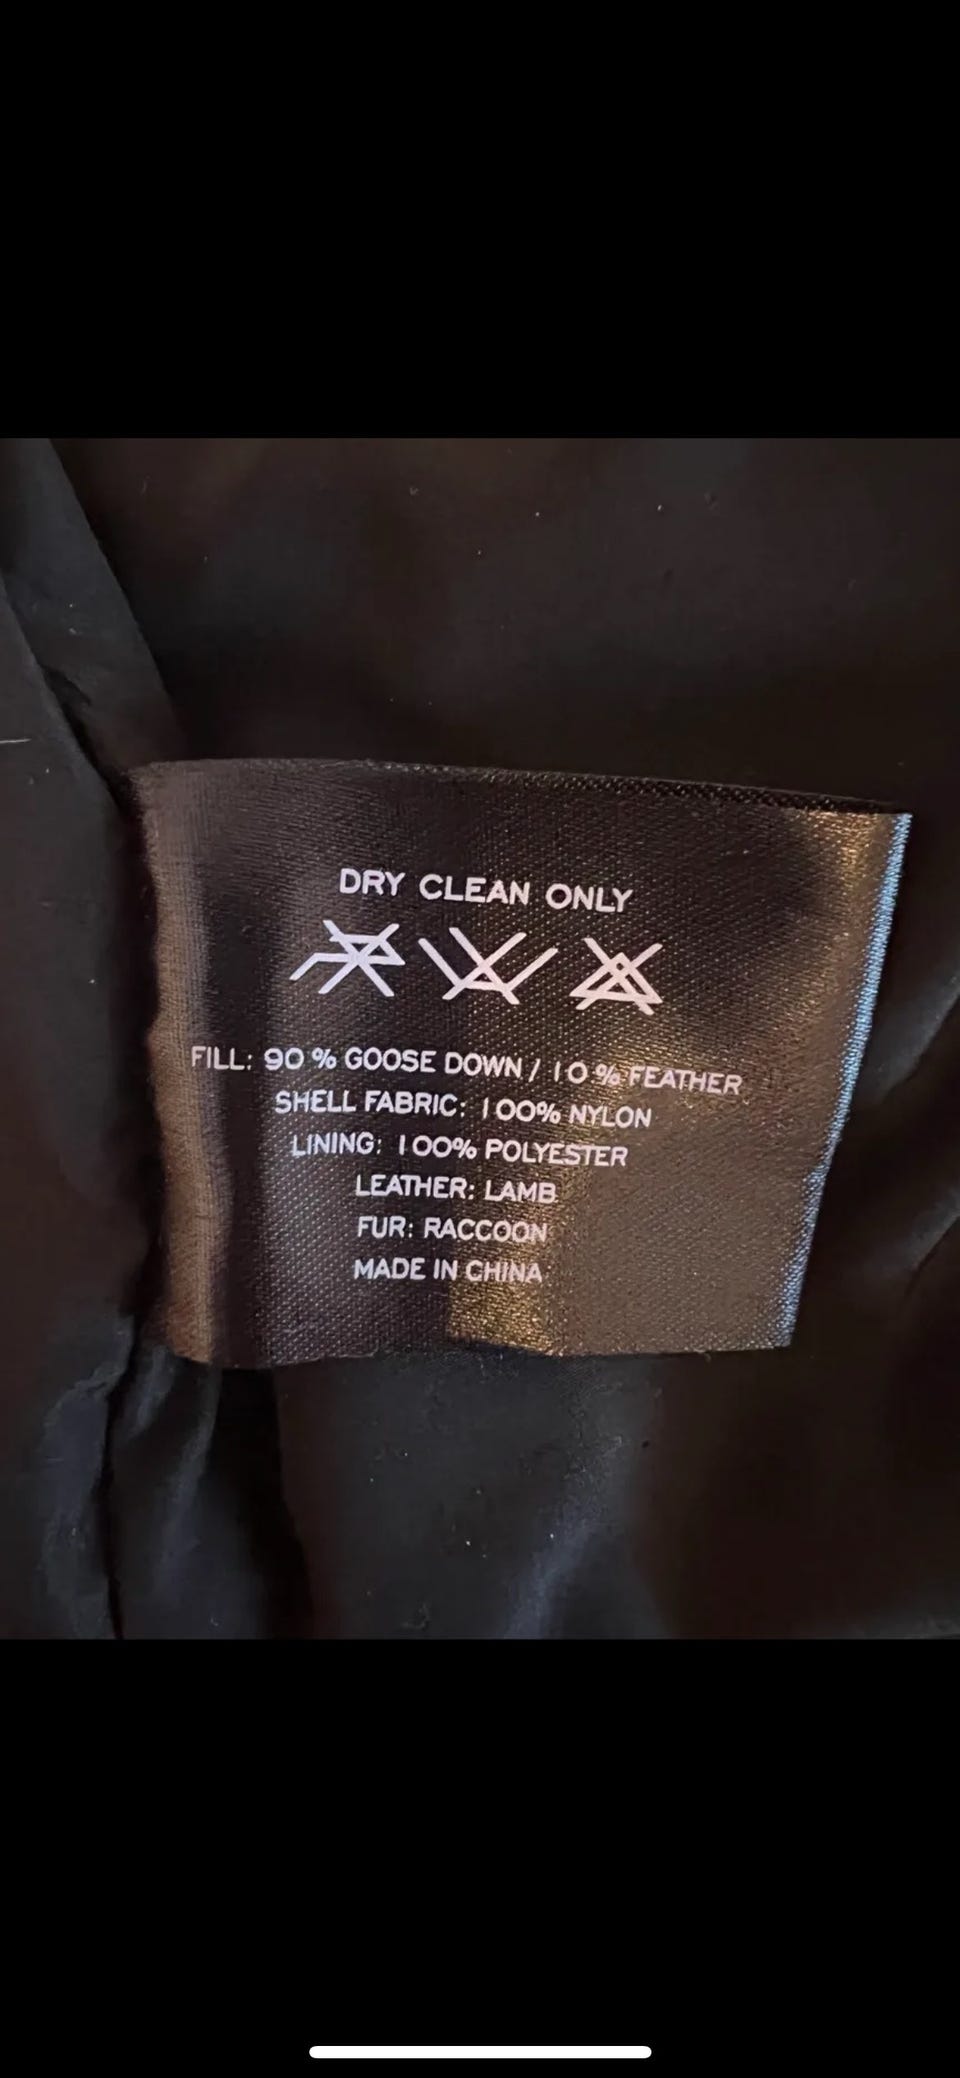 DRY CLEAN ONLY
FILL: 90 % GOOSE DOWN / 10 % FEATHER
SHELL FABRIC: 100% NYLON
LINING: 100% POLYESTER
LEATHER: LAMB
FUR: RACCOON
MADE IN CHINA